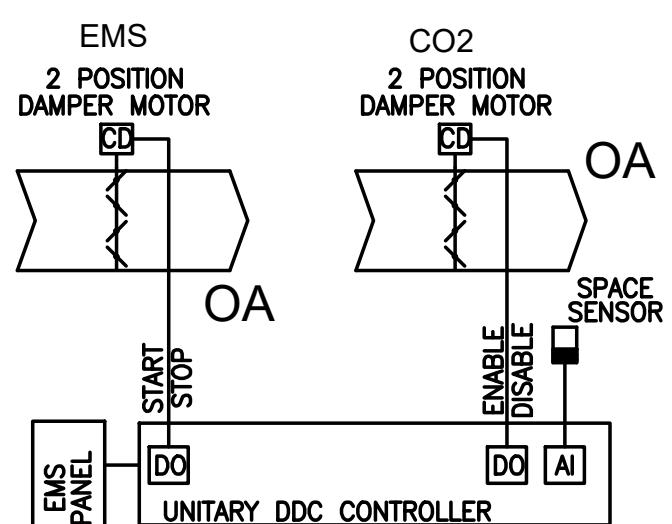 EMS
2 POSITION
DAMPER MOTOR
CD
OA
CO2
2 POSITION
DAMPER MOTOR
CD
OA
SPACE
SENSOR
START
STOP
ENABLE
DISABLE
EMS
PANEL
DO
DO
AI
UNITARY DDC CONTROLLER